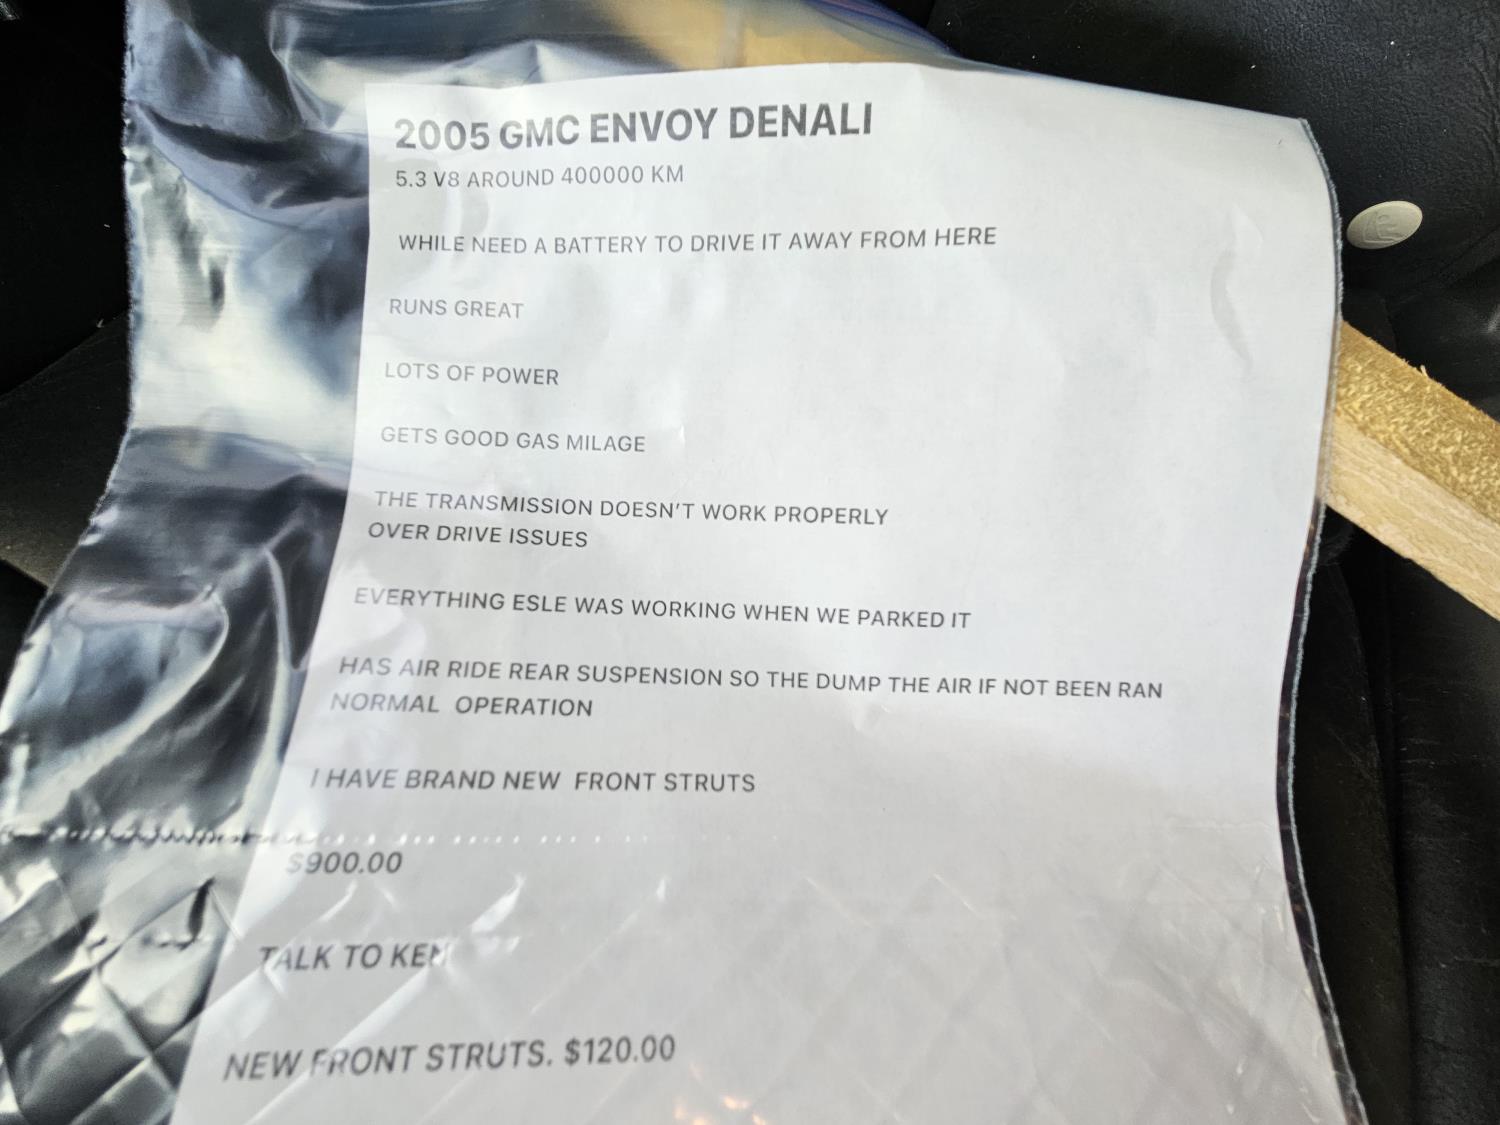 2005 GMC ENVOY DENALI
5.3 V8 AROUND 400000 KM
WHILE NEED A BATTERY TO DRIVE IT AWAY FROM HERE
RUNS GREAT
LOTS OF POWER
GETS GOOD GAS MILAGE
THE TRANSMISSION DOESN'T WORK PROPERLY
OVER DRIVE ISSUES
EVERYTHING ESLE WAS WORKING WHEN WE PARKED IT
HAS AIR RIDE REAR SUSPENSION SO THE DUMP THE AIR IF NOT BEEN RAN
NORMAL OPERATION
I HAVE BRAND NEW FRONT STRUTS
$900.00
TALK TO KEN
NEW FRONT STRUTS. $120.00